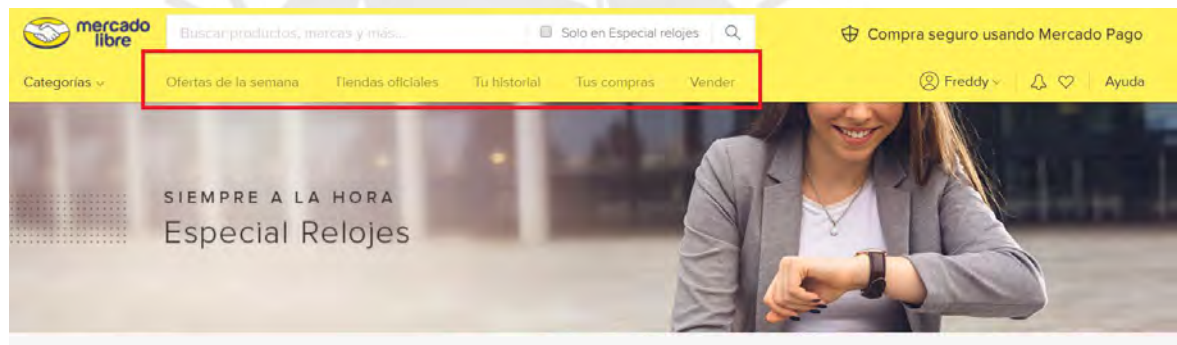 mercado
libre
Buscar productos, marcas y más...
Solo en Especial relojes
Compra seguro usando Mercado Pago
Categorías
Ofertas de la semana
Tiendas oficiales
Tu historial
Tus compras
Vender
Freddy
Ayuda
SIEMPRE A LA HORA
Especial Relojes